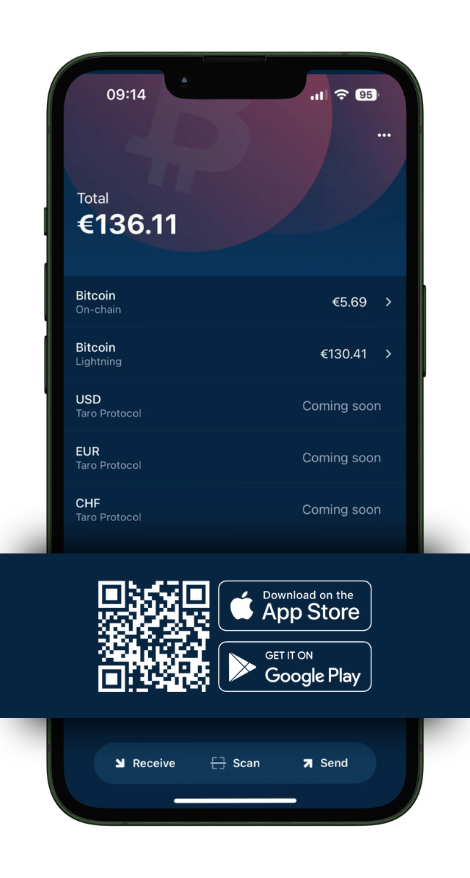 09:14
95
Total
€136.11
Bitcoin
On-chain
€5.69
Bitcoin
Lightning
€130.41
USD
Taro Protocol
Coming soon
EUR
Taro Protocol
Coming soon
CHF
Taro Protocol
Coming soon
Download on the
App Store
GET IT ON
Google Play
Receive
Scan
Send